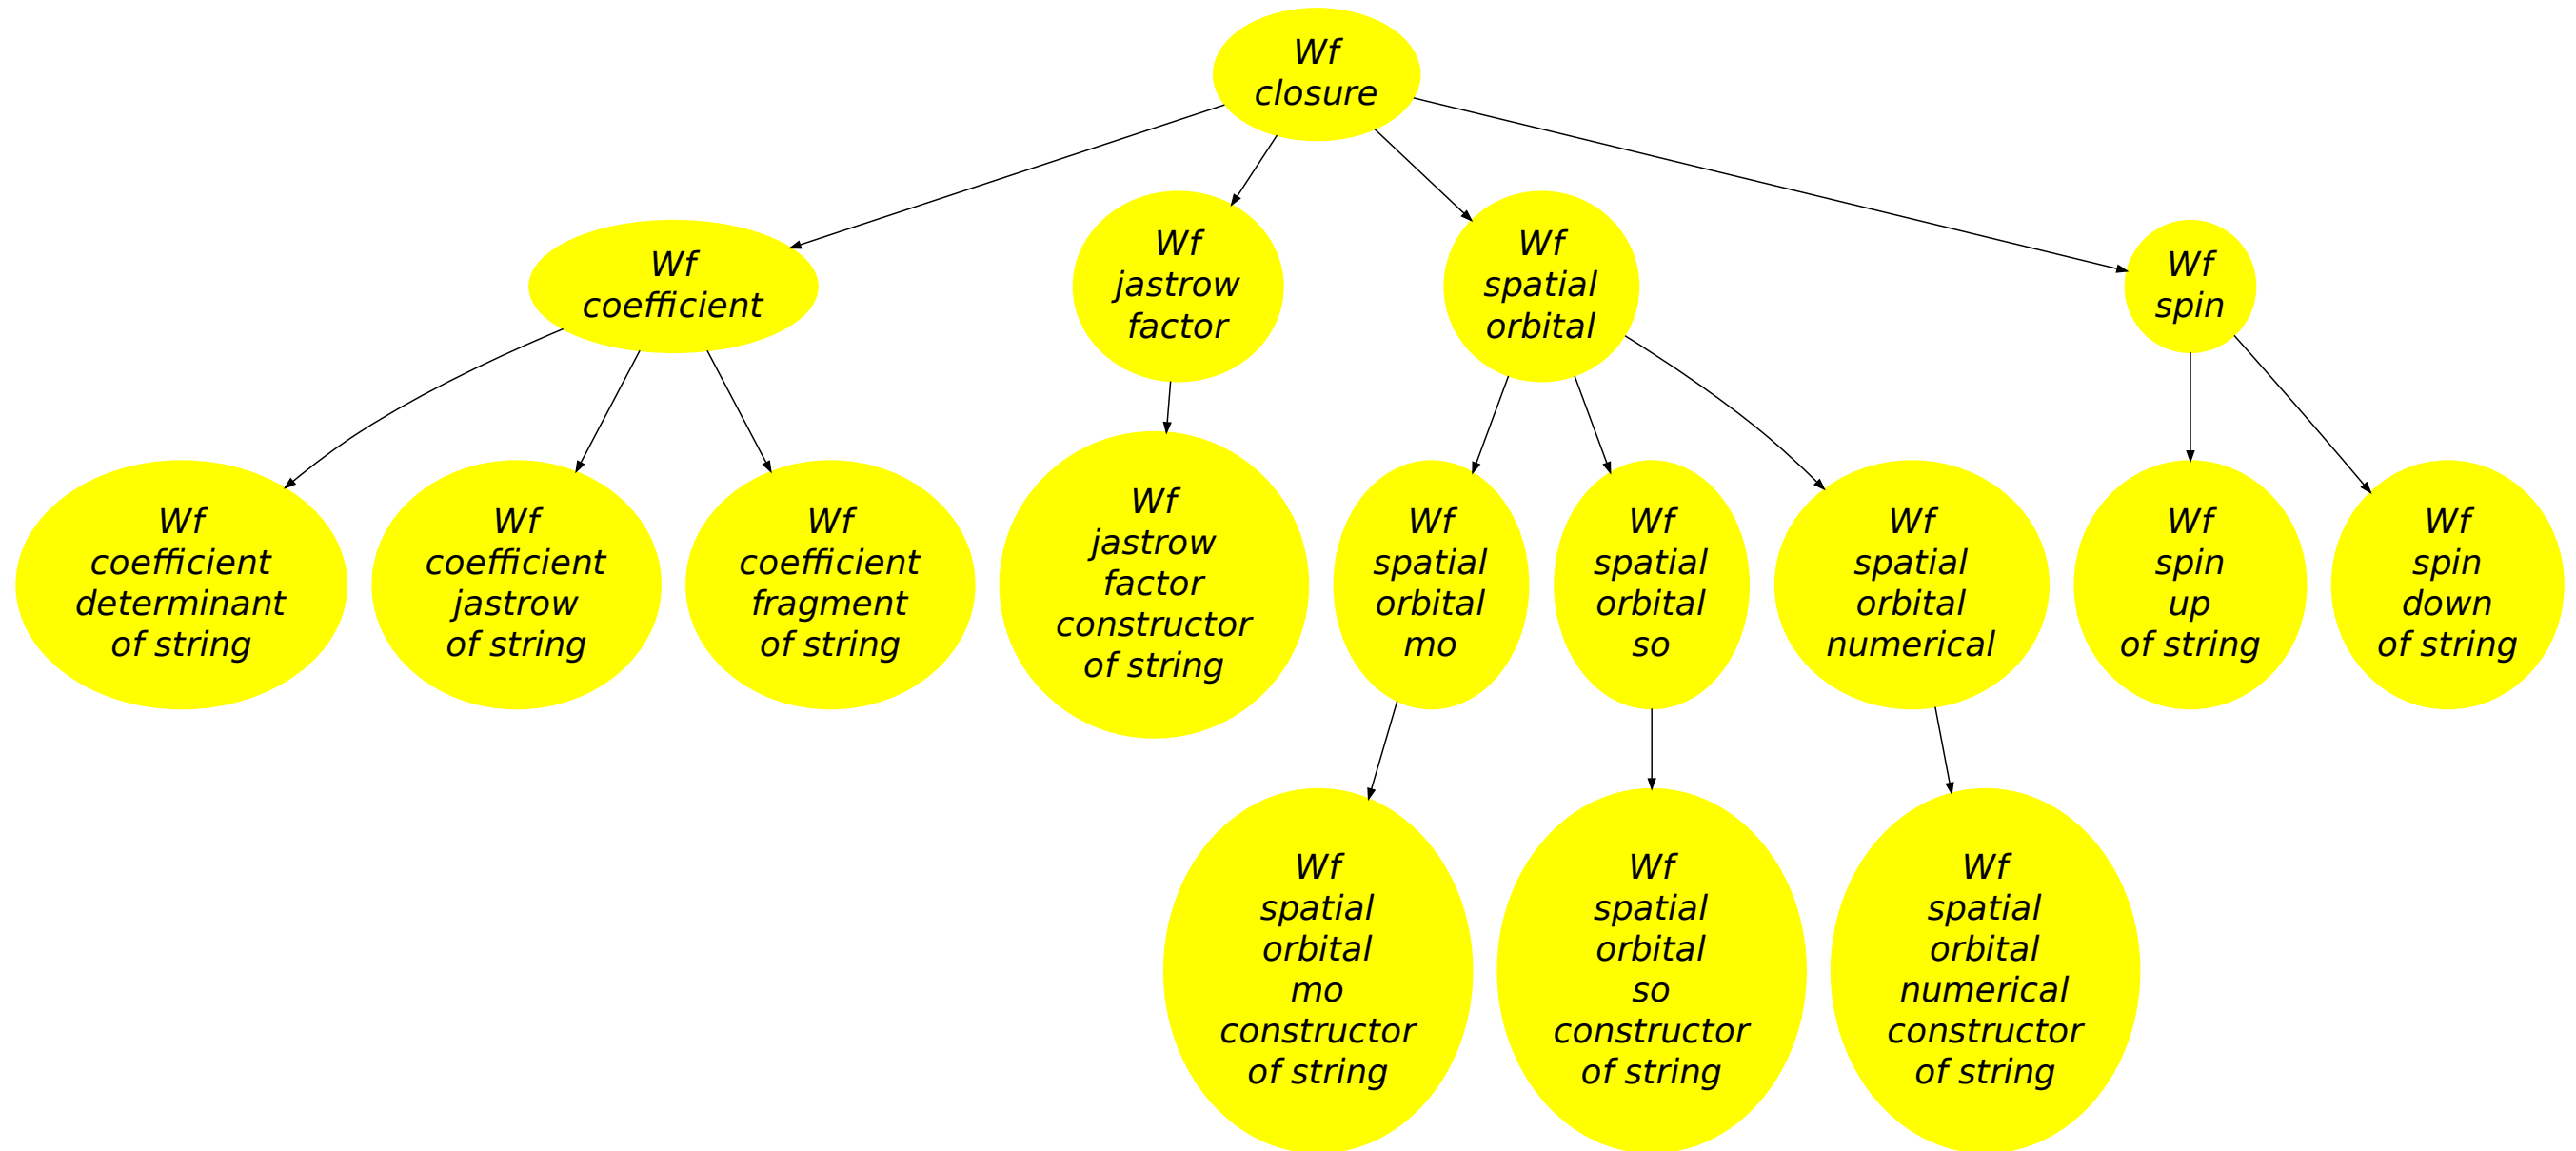 Wf
closure
Wf
coefficient
Wf
jastrow
factor
Wf
spatial
orbital
Wf
spin
Wf
coefficient
determinant
of string
Wf
coefficient
jastrow
of string
Wf
coefficient
fragment
of string
Wf
jastrow
factor
constructor
of string
Wf
spatial
orbital
mo
Wf
spatial
orbital
so
Wf
spatial
orbital
numerical
Wf
spin
up
of string
Wf
spin
down
of string
Wf
spatial
orbital
mo
constructor
of string
Wf
spatial
orbital
so
constructor
of string
Wf
spatial
orbital
numerical
constructor
of string